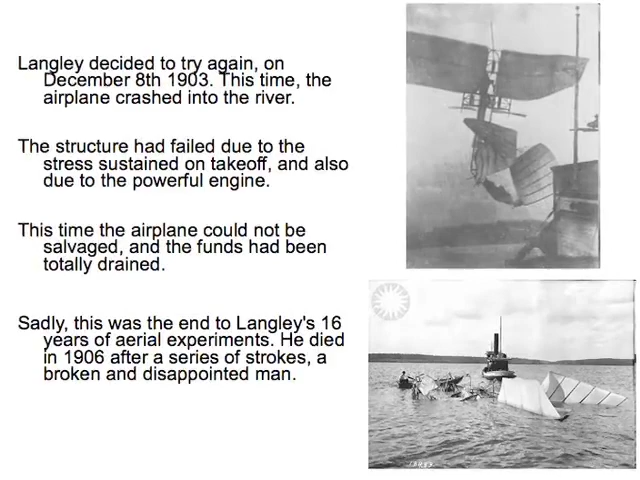 Langley decided to try again, on
December 8th 1903. This time, the
airplane crashed into the river.
The structure had failed due to the
stress sustained on takeoff, and also
due to the powerful engine.
This time the airplane could not be
salvaged, and the funds had been
totally drained.
Sadly, this was the end to Langley's 16
years of aerial experiments. He died
in 1906 after a series of strokes, a
broken and disappointed man.